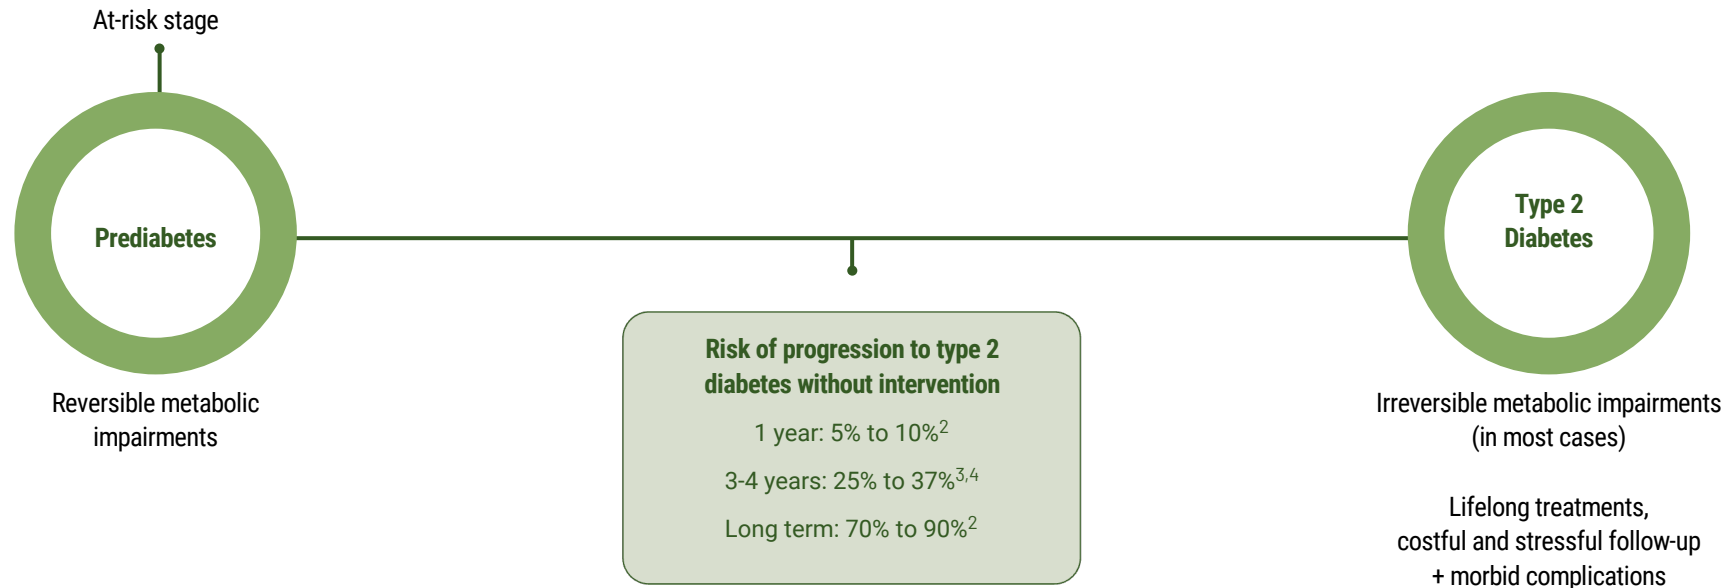 At-risk stage
Prediabetes
Reversible metabolic
impairments
Risk of progression to type 2
diabetes without intervention
1 year: 5% to 10%2
3-4 years: 25% to 37%3,4
Long term: 70% to 90%2
Type 2
Diabetes
Irreversible metabolic impairments
(in most cases)
Lifelong treatments,
costful and stressful follow-up
+ morbid complications